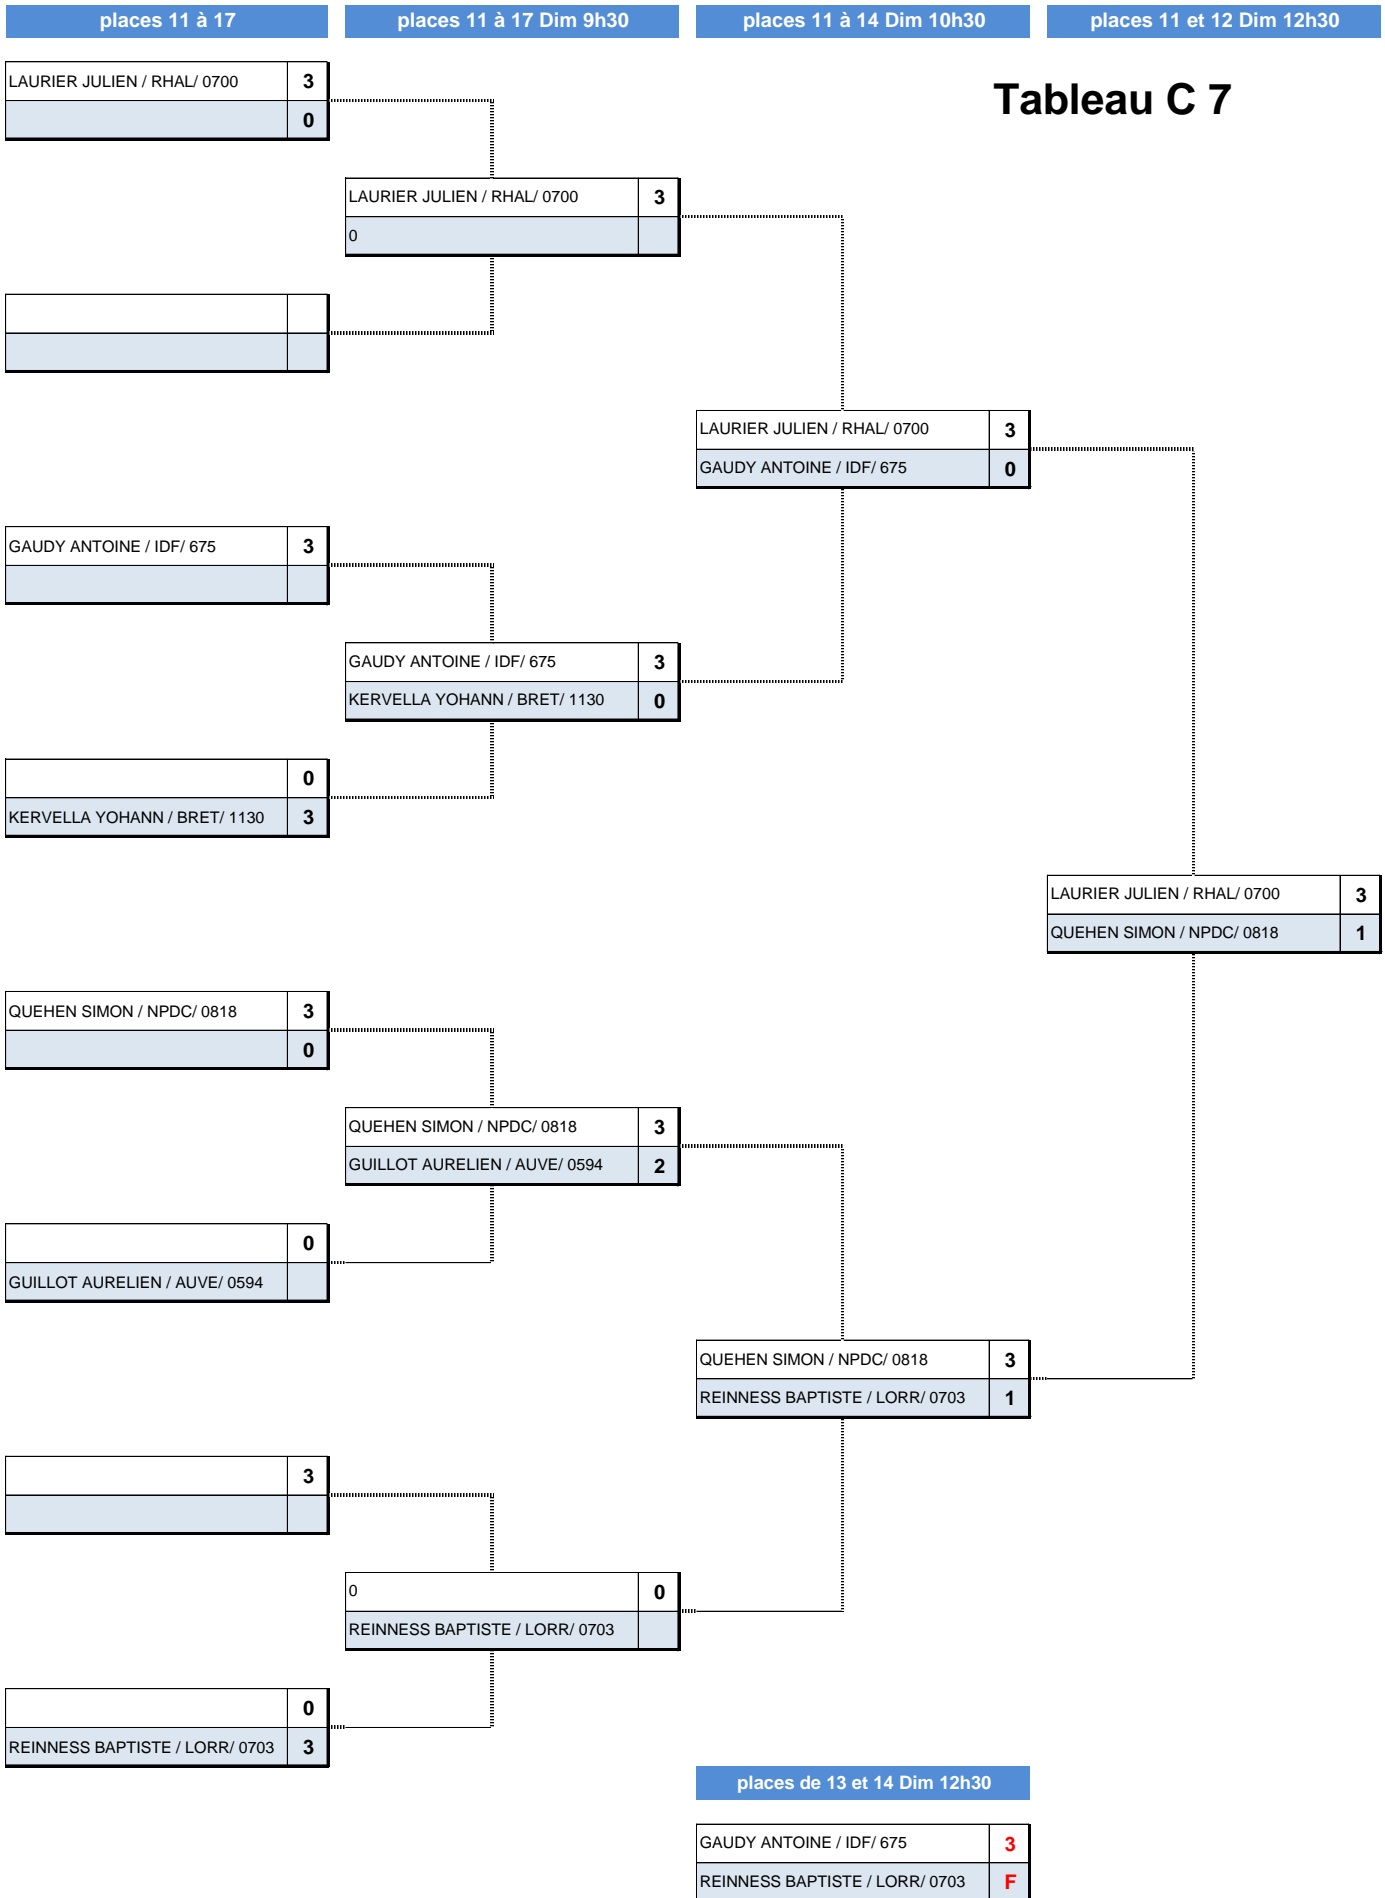 places 11 à 17
places 11 à 17 Dim 9h30
places 11 à 14 Dim 10h30
places 11 et 12 Dim 12h30
Tableau C 7
LAURIER JULIEN / RHAL/ 0700 3
0
LAURIER JULIEN / RHAL/ 0700 3
0
LAURIER JULIEN / RHAL/ 0700 3
GAUDY ANTOINE / IDF/ 675 0
GAUDY ANTOINE / IDF/ 675 3
GAUDY ANTOINE / IDF/ 675 3
KERVELLA YOHANN / BRET/ 1130 0
0
KERVELLA YOHANN / BRET/ 1130 3
LAURIER JULIEN / RHAL/ 0700 3
QUEHEN SIMON / NPDC/ 0818 1
QUEHEN SIMON / NPDC/ 0818 3
0
QUEHEN SIMON / NPDC/ 0818 3
GUILLOT AURELIEN / AUVE/ 0594 2
0
GUILLOT AURELIEN / AUVE/ 0594
QUEHEN SIMON / NPDC/ 0818 3
REINNESS BAPTISTE / LORR/ 0703 1
3
0 0
REINNESS BAPTISTE / LORR/ 0703
0
REINNESS BAPTISTE / LORR/ 0703 3
places de 13 et 14 Dim 12h30
GAUDY ANTOINE / IDF/ 675 3
REINNESS BAPTISTE / LORR/ 0703 F